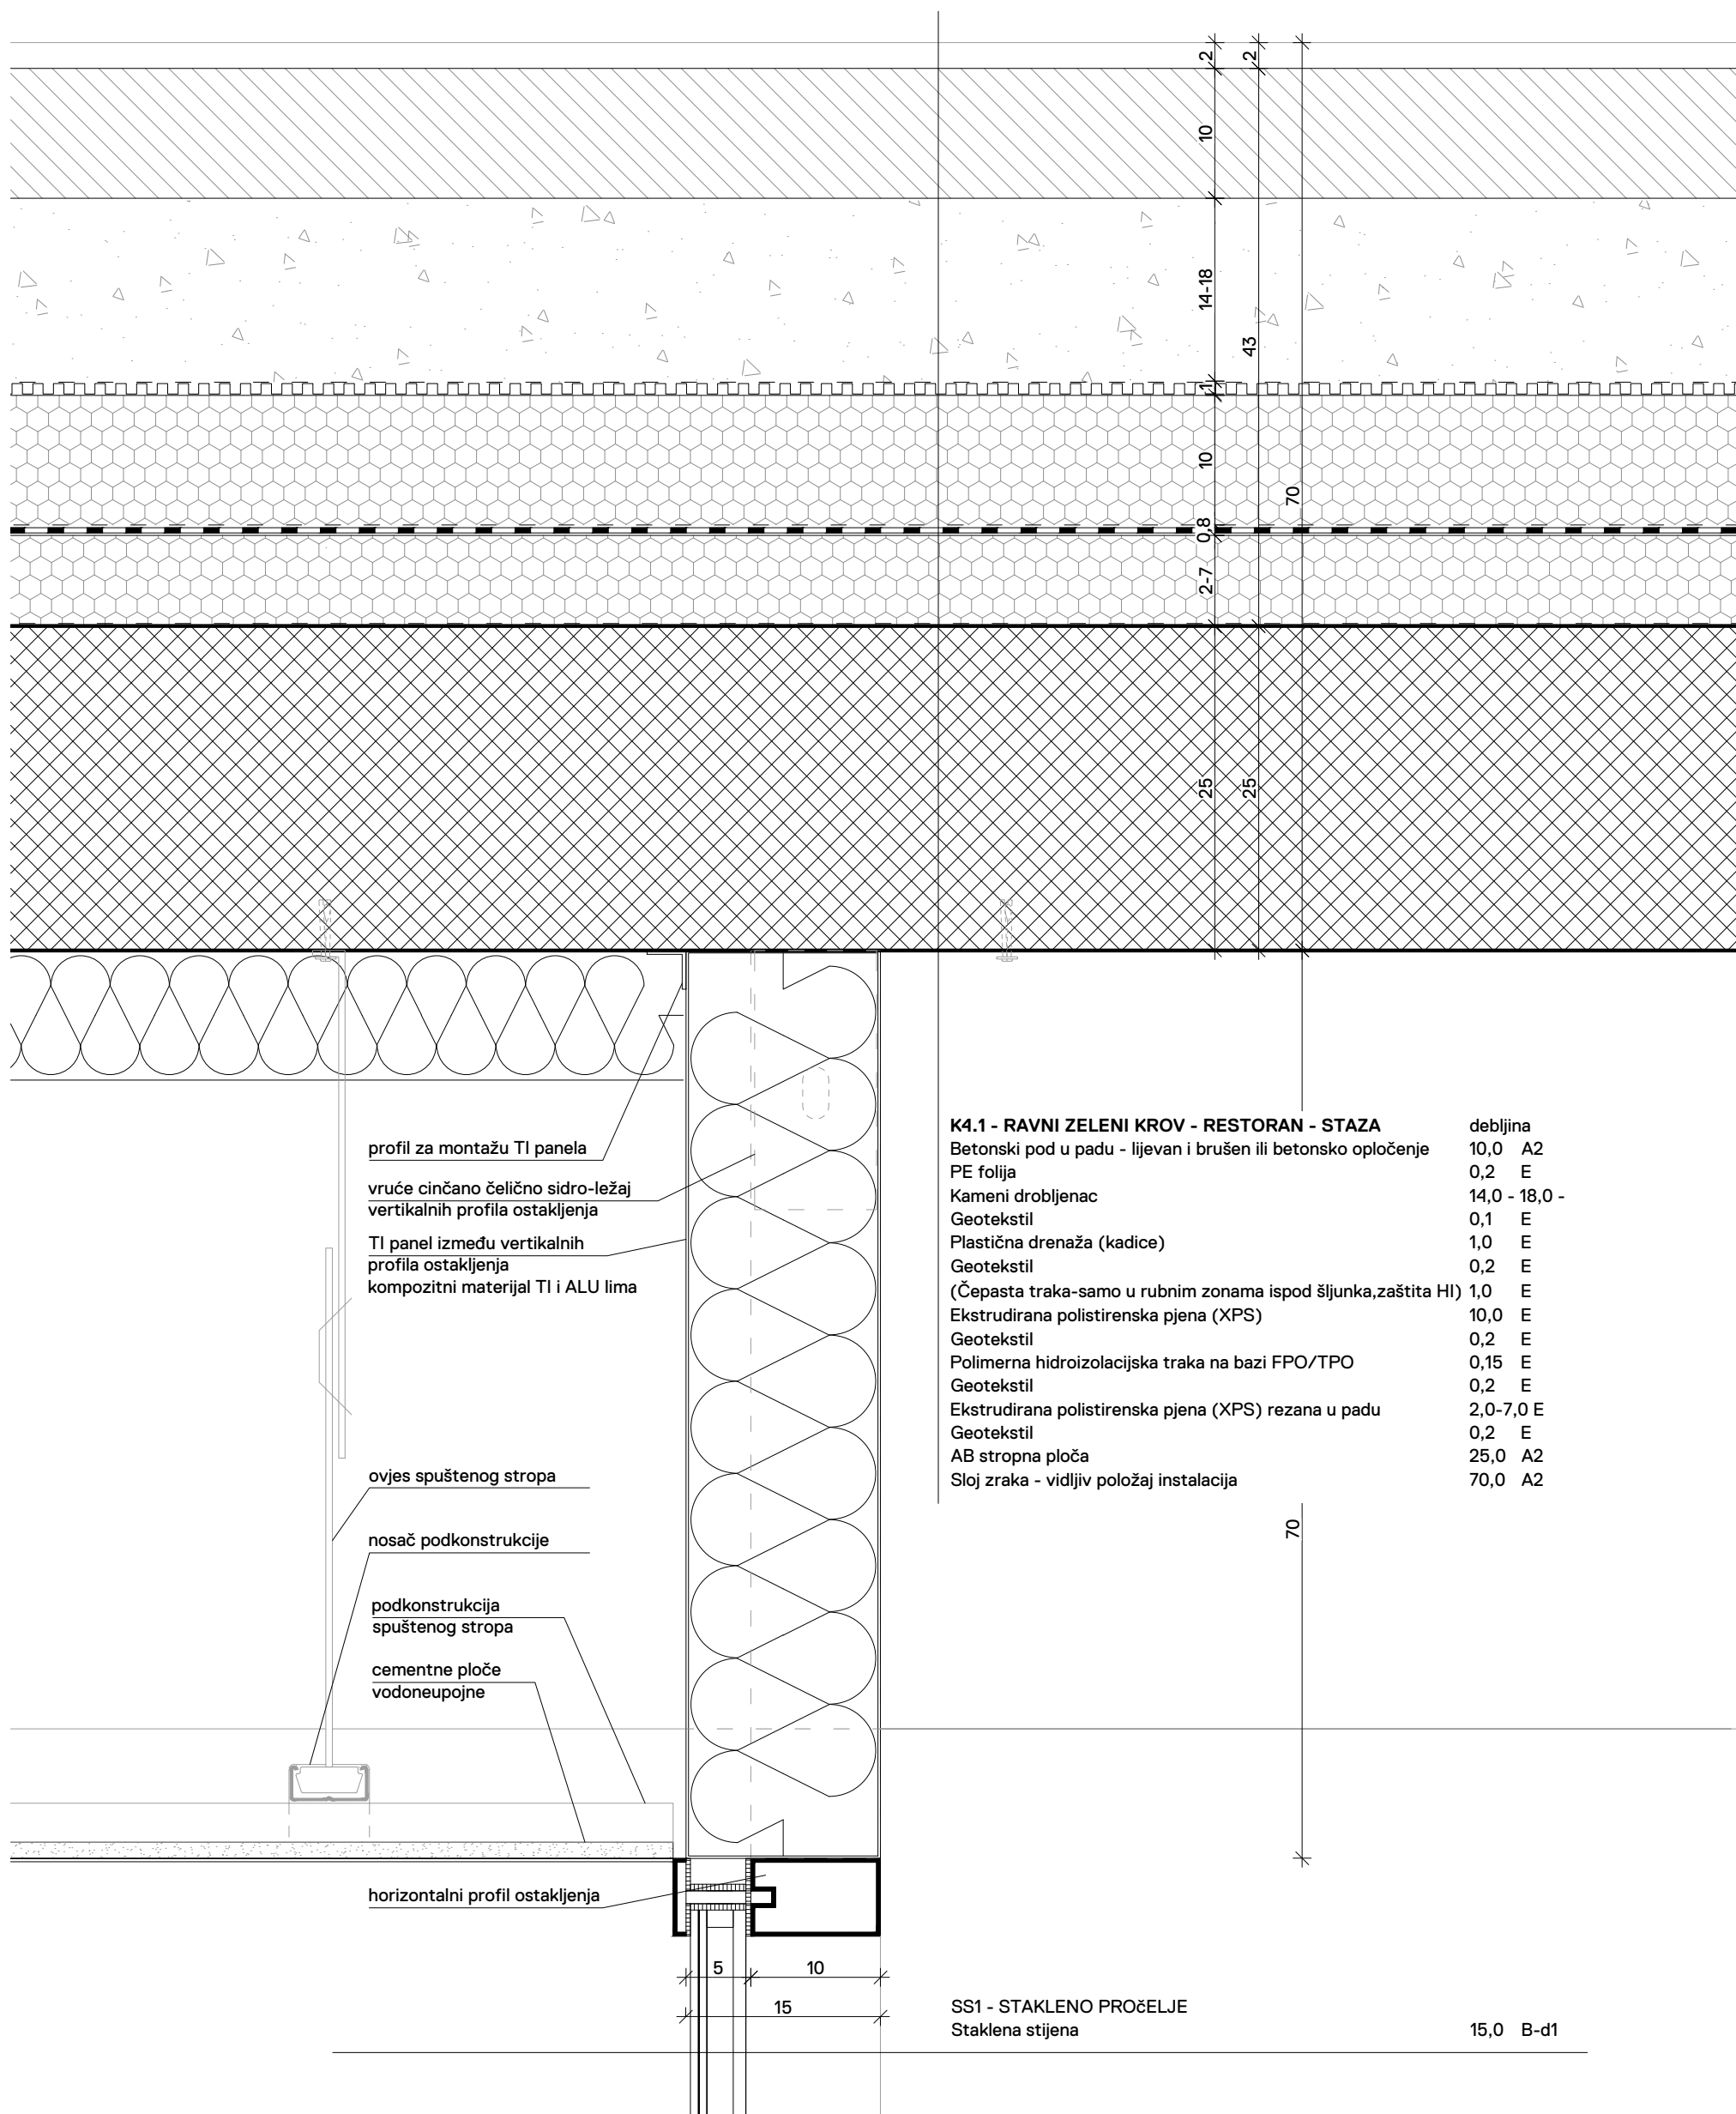 2
2
10
14-18
43
1
10
70
0,8
2-7
25
25
profil za montažu TI panela
vruće cinčano čelično sidro-ležaj
vertikalnih profila ostakljenja
TI panel između vertikalnih
profila ostakljenja
kompozitni materijal TI i ALU lima
K4.1 - RAVNI ZELENI KROV - RESTORAN - STAZA debljina
Betonski pod u padu - lijevan i brušen ili betonsko opločenje 10,0 A2
PE folija 0,2 E
Kameni drobljenac 14,0 - 18,0 -
Geotekstil 0,1 E
Plastična drenaža (kadice) 1,0 E
Geotekstil 0,2 E
(Čepasta traka-samo u rubnim zonama ispod šljunka,zaštita HI) 1,0 E
Ekstrudirana polistirenska pjena (XPS) 10,0 E
Geotekstil 0,2 E
Polimerna hidroizolacijska traka na bazi FPO/TPO 0,15 E
Geotekstil 0,2 E
Ekstrudirana polistirenska pjena (XPS) rezana u padu 2,0-7,0 E
Geotekstil 0,2 E
AB stropna ploča 25,0 A2
Sloj zraka - vidljiv položaj instalacija 70,0 A2
ovjes spuštenog stropa
70
nosač podkonstrukcije
podkonstrukcija
spuštenog stropa
cementne ploče
vodoneupojne
horizontalni profil ostakljenja
5 10
15
SS1 - STAKLENO PROčELJE
Staklena stijena 15,0 B-d1